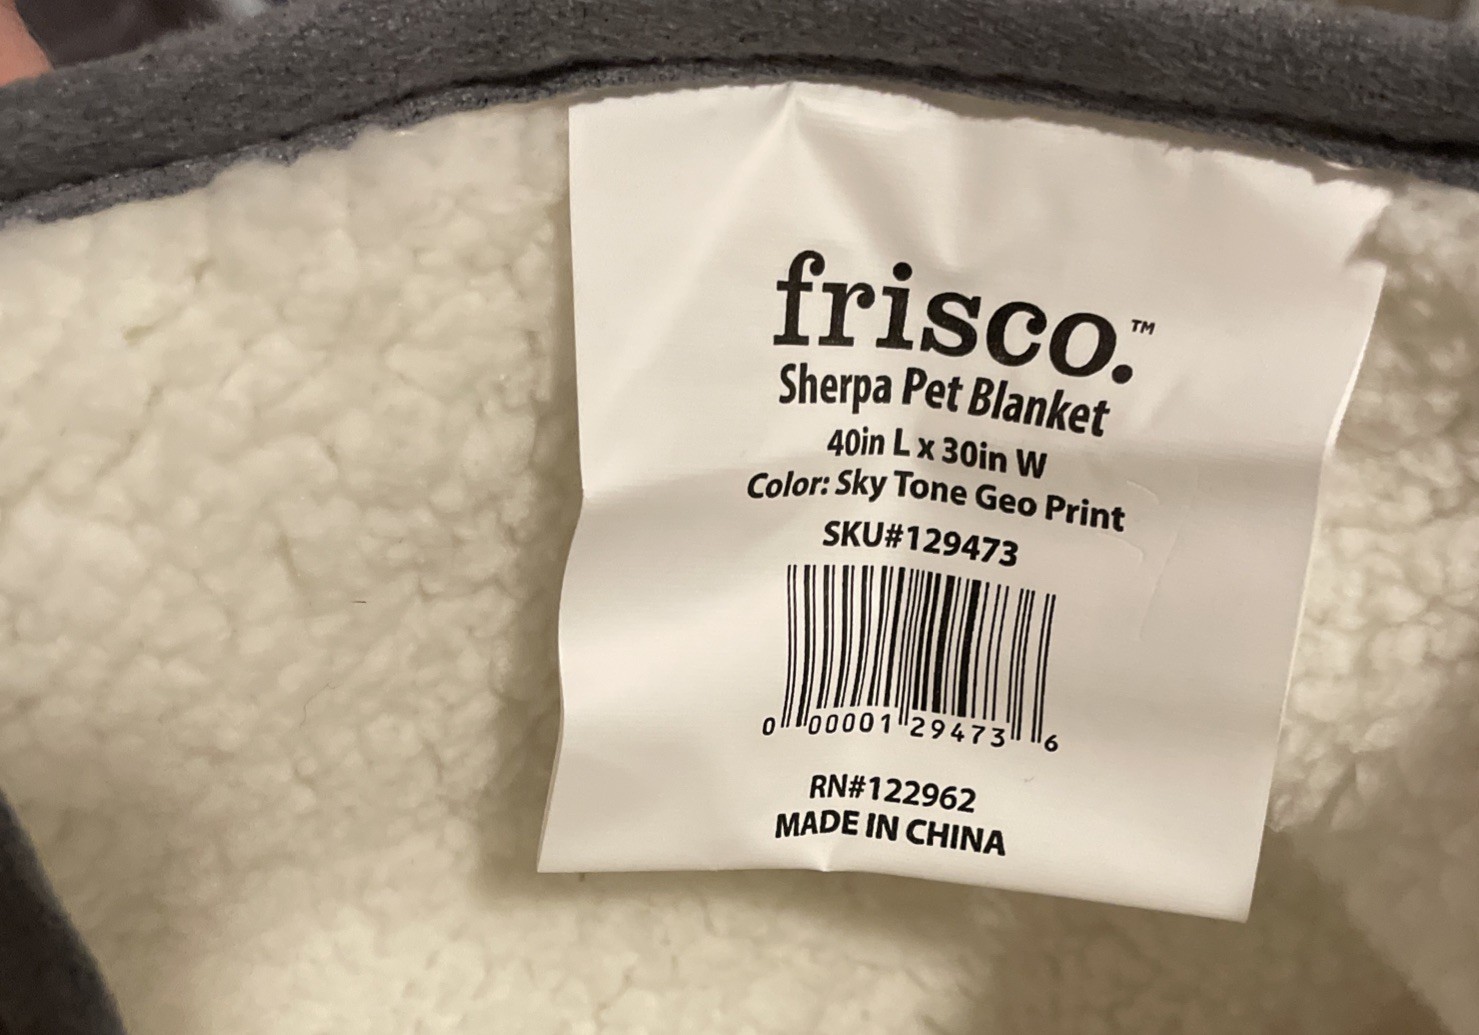 frisco.™
Sherpa Pet Blanket
40in L x 30in W
Color: Sky Tone Geo Print
SKU#129473
0 00001 29473 6
RN#122962
MADE IN CHINA